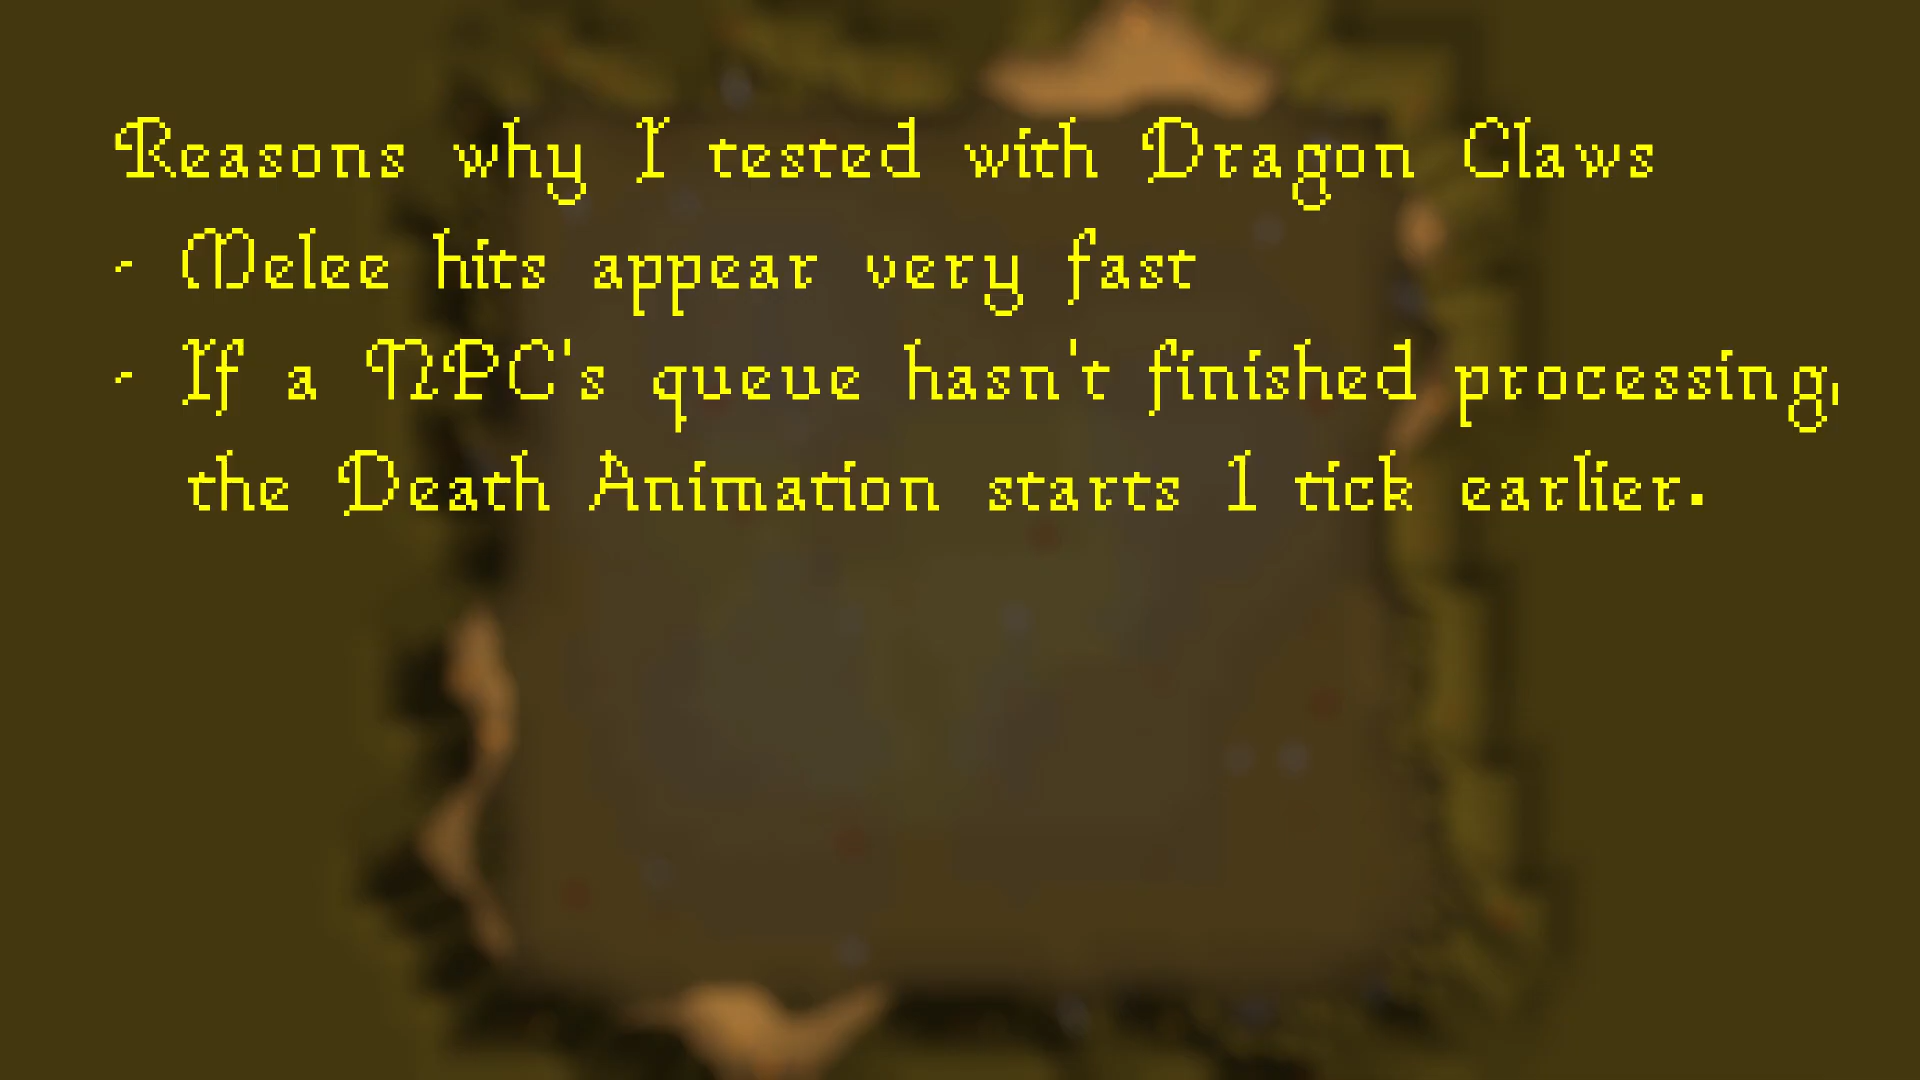 Reasons why I tested with Dragon Claws
- Melee hits appear very fast
- If a NPC's queue hasn't finished processing,
the Death Animation starts 1 tick earlier.